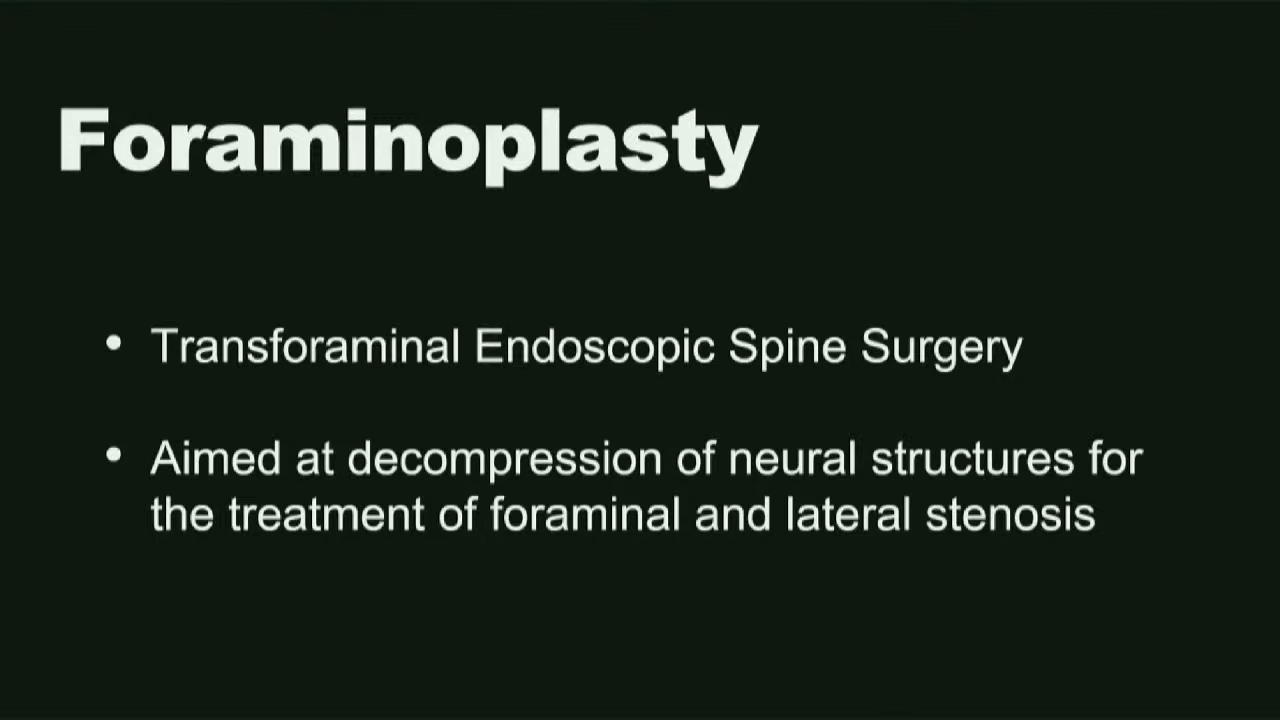 Foraminoplasty
• Transforaminal Endoscopic Spine Surgery
• Aimed at decompression of neural structures for
the treatment of foraminal and lateral stenosis